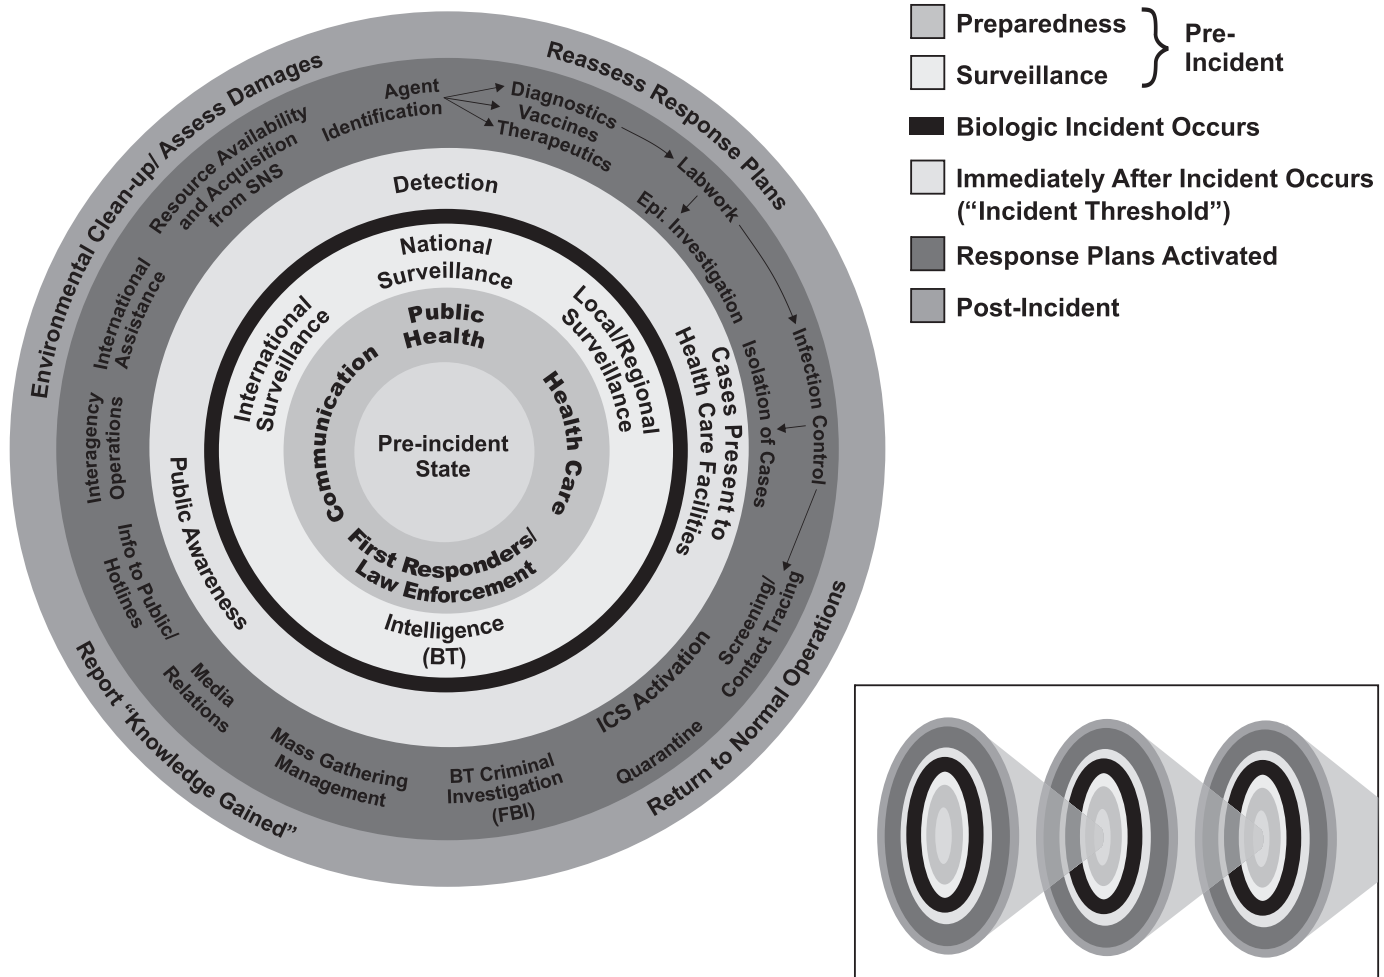 Environmental Clean-up/ Assess Damages
Reassess Response Plans
Return to Normal Operations
Report “Knowledge Gained”
Agent
Identification
Diagnostics
Vaccines
Therapeutics
Labwork
Epi. Investigation
Infection Control
Isolation of Cases
Screening/
Contact Tracing
Quarantine
ICS Activation
BT Criminal
Investigation
(FBI)
Mass Gathering
Management
Media
Relations
Info to Public/
Hotlines
Interagency
Operations
International
Assistance
Resource Availability
and Acquisition
from SNS
Detection
Cases Present to
Health Care Facilities
Public Awareness
National
Surveillance
Local/Regional
Surveillance
Intelligence
(BT)
International
Surveillance
Public
Health
Health Care
First Responders/
Law Enforcement
Communication
Pre-incident
State
Preparedness
Surveillance
Pre-
Incident
Biologic Incident Occurs
Immediately After Incident Occurs
(“Incident Threshold”)
Response Plans Activated
Post-Incident